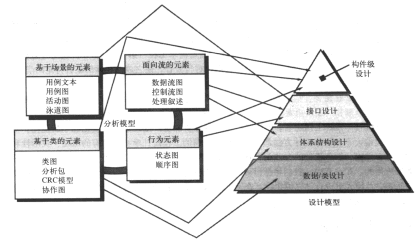 基于场景的元素
用例文本
用例图
活动图
泳道图
面向流的元素
数据流图
控制流图
处理叙述
分析模型
基于类的元素
类图
分析包
CRC模型
协作图
行为元素
状态图
顺序图
构件级
设计
接口设计
体系结构设计
数据/类设计
设计模型